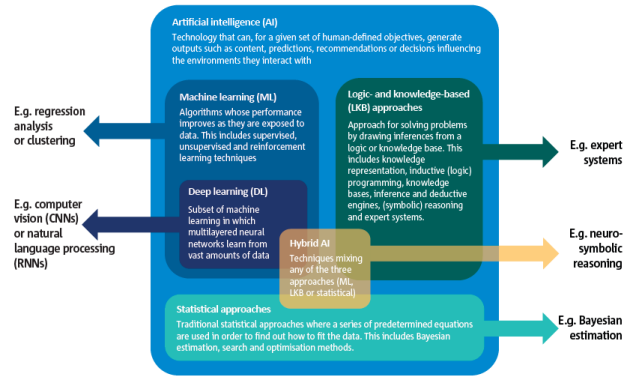 Artificial intelligence (AI)
Technology that can, for a given set of human-defined objectives, generate
outputs such as content, predictions, recommendations or decisions influencing
the environments they interact with
Machine learning (ML)
Algorithms whose performance
improves as they are exposed to
data. This includes supervised,
unsupervised and reinforcement
learning techniques
Logic- and knowledge-based
(LKB) approaches
Approach for solving problems
by drawing inferences from a
logic or knowledge base. This
includes knowledge
representation, inductive (logic)
programming, knowledge
bases, inference and deductive
engines, (symbolic) reasoning
and expert systems.
E.g. regression
analysis
or clustering
E.g. expert
systems
Deep learning (DL)
Subset of machine
learning in which
multilayered neural
networks learn from
vast amounts of data
E.g. computer
vision (CNNs)
or natural
language processing
(RNNs)
Hybrid AI
Techniques mixing
any of the three
approaches (ML,
LKB or statistical)
E.g. neuro-
symbolic
reasoning
Statistical approaches
Traditional statistical approaches where a series of predetermined equations
are used in order to find out how to fit the data. This includes Bayesian
estimation, search and optimisation methods.
E.g. Bayesian
estimation